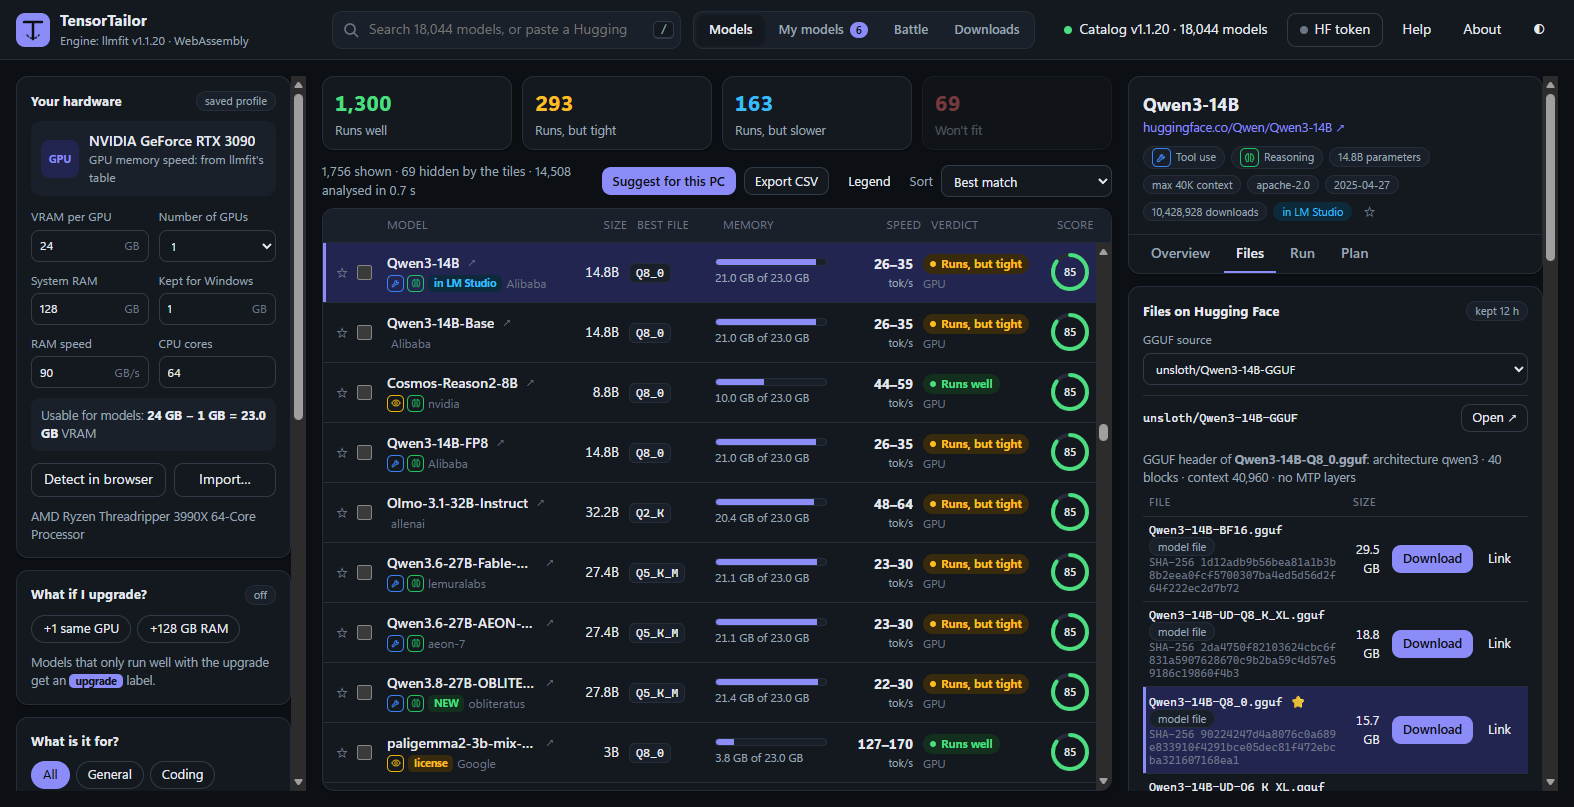 TensorTailor
Engine: llmfit v1.1.20 · WebAssembly
Search 18,044 models, or paste a Hugging
/
Models
My models 6
Battle
Downloads
Catalog v1.1.20 · 18,044 models
HF token
Help
About
Your hardware
saved profile
GPU
NVIDIA GeForce RTX 3090
GPU memory speed: from llmfit's
table
VRAM per GPU
Number of GPUs
24 GB
1
System RAM
Kept for Windows
128 GB
1 GB
RAM speed
CPU cores
90 GB/s
64
Usable for models: 24 GB − 1 GB = 23.0
GB VRAM
Detect in browser
Import...
AMD Ryzen Threadripper 3990X 64-Core
Processor
What if I upgrade?
off
+1 same GPU
+128 GB RAM
Models that only run well with the upgrade
get an upgrade label.
What is it for?
All
General
Coding
1,300
Runs well
293
Runs, but tight
163
Runs, but slower
69
Won't fit
1,756 shown · 69 hidden by the tiles · 14,508
analysed in 0.7 s
Suggest for this PC
Export CSV
Legend
Sort
Best match
MODEL SIZE BEST FILE MEMORY SPEED VERDICT SCORE
Qwen3-14B ↗ 14.8B Q8_0 26–35 Runs, but tight 85
in LM Studio Alibaba 21.0 GB of 23.0 GB tok/s GPU
Qwen3-14B-Base ↗ 14.8B Q8_0 26–35 Runs, but tight 85
Alibaba 21.0 GB of 23.0 GB tok/s GPU
Cosmos-Reason2-8B ↗ 8.8B Q8_0 44–59 Runs well 85
nvidia 10.0 GB of 23.0 GB tok/s GPU
Qwen3-14B-FP8 ↗ 14.8B Q8_0 26–35 Runs, but tight 85
Alibaba 21.0 GB of 23.0 GB tok/s GPU
Olmo-3.1-32B-Instruct ↗ 32.2B Q2_K 48–64 Runs, but tight 85
allenai 20.4 GB of 23.0 GB tok/s GPU
Qwen3.6-27B-Fable-... ↗ 27.4B Q5_K_M 23–30 Runs, but tight 85
lemuralabs 21.1 GB of 23.0 GB tok/s GPU
Qwen3.6-27B-AEON-... ↗ 27.4B Q5_K_M 23–30 Runs, but tight 85
aeon-7 21.1 GB of 23.0 GB tok/s GPU
Qwen3.8-27B-OBLITE... ↗ 27.8B Q5_K_M 22–30 Runs, but tight 85
NEW obliteratus 21.4 GB of 23.0 GB tok/s GPU
paligemma2-3b-mix-... ↗ 3B Q8_0 127–170 Runs well 85
license Google 3.8 GB of 23.0 GB tok/s GPU
Qwen3-14B
huggingface.co/Qwen/Qwen3-14B ↗
Tool use
Reasoning
14.8B parameters
max 40K context
apache-2.0
2025-04-27
10,428,928 downloads
in LM Studio
Overview
Files
Run
Plan
Files on Hugging Face
kept 12 h
GGUF source
unsloth/Qwen3-14B-GGUF
unsloth/Qwen3-14B-GGUF
Open ↗
GGUF header of Qwen3-14B-Q8_0.gguf: architecture qwen3 · 40
blocks · context 40,960 · no MTP layers
FILE SIZE
Qwen3-14B-BF16.gguf
model file
SHA-256 1d12adb9b56bea81a1b3b
8b2eea0fcf5700307ba4ed5d56d2f
64f222ec2d7b72
29.5
GB
Download
Link
Qwen3-14B-UD-Q8_K_XL.gguf
model file
SHA-256 2da4750f82103624cbc6f
831a5907628670c9b2ba59c4d57e5
9186c19860f4b3
18.8
GB
Download
Link
Qwen3-14B-Q8_0.gguf
model file
SHA-256 90224247d4a8076c0a689
e833910f4291bce05dec81f472ebc
ba321607168ea1
15.7
GB
Download
Link
Qwen3-14B-UD-Q6_K_XL.gguf